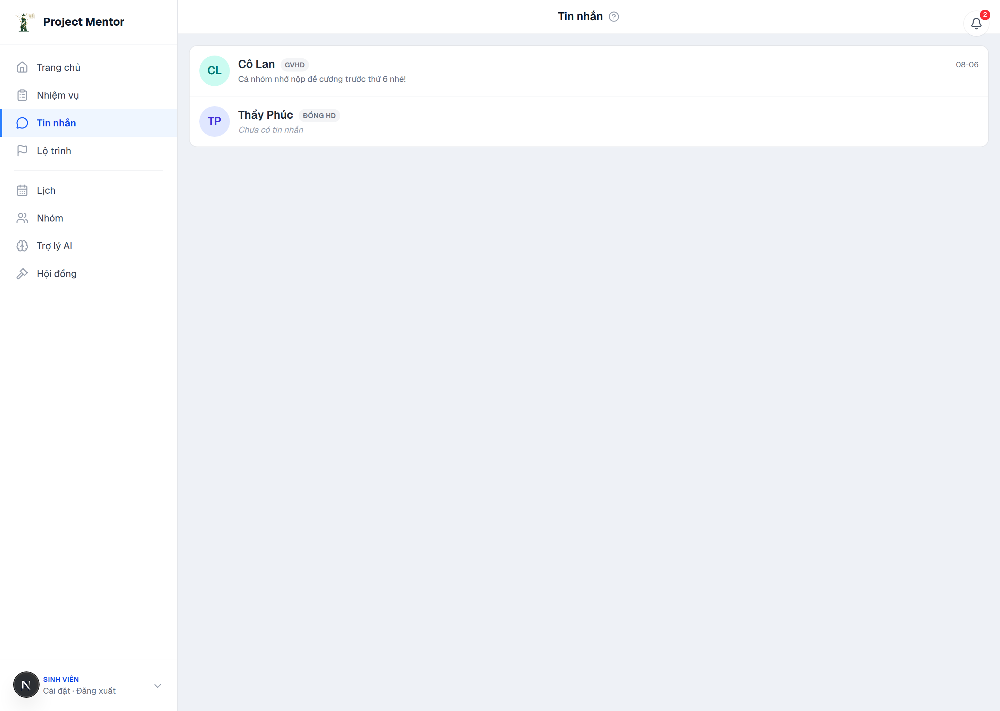 Project Mentor
Trang chủ
Nhiệm vụ
Tin nhắn
Lộ trình
Lịch
Nhóm
Trợ lý AI
Hội đồng
N
SINH VIÊN
Cài đặt · Đăng xuất
Tin nhắn
2
CL
Cô Lan GVHD
08-06
Cả nhóm nhớ nộp đề cương trước thứ 6 nhé!
TP
Thầy Phúc ĐỒNG HD
Chưa có tin nhắn